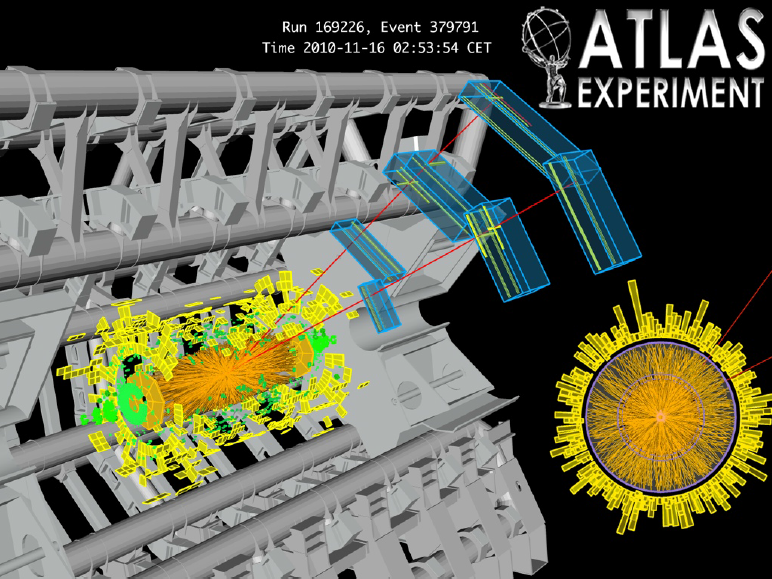 Run 169226, Event 379791
Time 2010-11-16 02:53:54 CET
ATLAS
EXPERIMENT